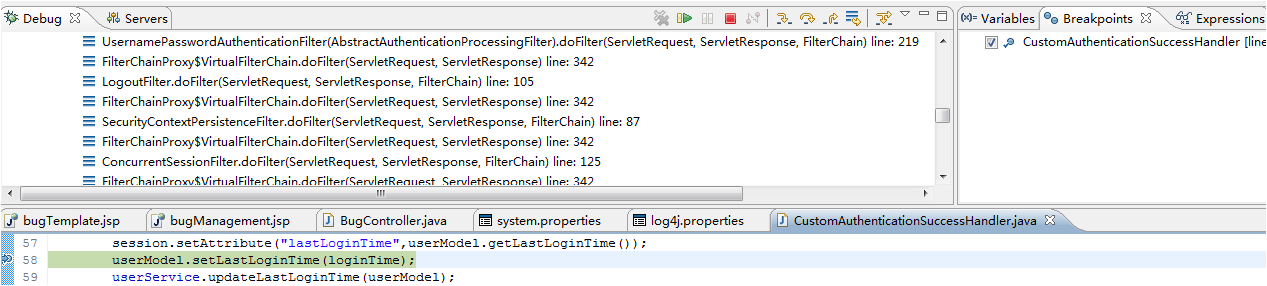 Debug Servers (x)= Variables Breakpoints Expressions
UsernamePasswordAuthenticationFilter(AbstractAuthenticationProcessingFilter).doFilter(ServletRequest, ServletResponse, FilterChain) line: 219
FilterChainProxy$VirtualFilterChain.doFilter(ServletRequest, ServletResponse) line: 342
LogoutFilter.doFilter(ServletRequest, ServletResponse, FilterChain) line: 105
FilterChainProxy$VirtualFilterChain.doFilter(ServletRequest, ServletResponse) line: 342
SecurityContextPersistenceFilter.doFilter(ServletRequest, ServletResponse, FilterChain) line: 87
FilterChainProxy$VirtualFilterChain.doFilter(ServletRequest, ServletResponse) line: 342
ConcurrentSessionFilter.doFilter(ServletRequest, ServletResponse, FilterChain) line: 125
FilterChainProxy$VirtualFilterChain.doFilter(ServletRequest, ServletResponse) line: 342
CustomAuthenticationSuccessHandler [line
bugTemplate.jsp bugManagement.jsp BugController.java system.properties log4j.properties CustomAuthenticationSuccessHandler.java
57 session.setAttribute("lastLoginTime",userModel.getLastLoginTime());
58 userModel.setLastLoginTime(loginTime);
59 userService.updateLastLoginTime(userModel);